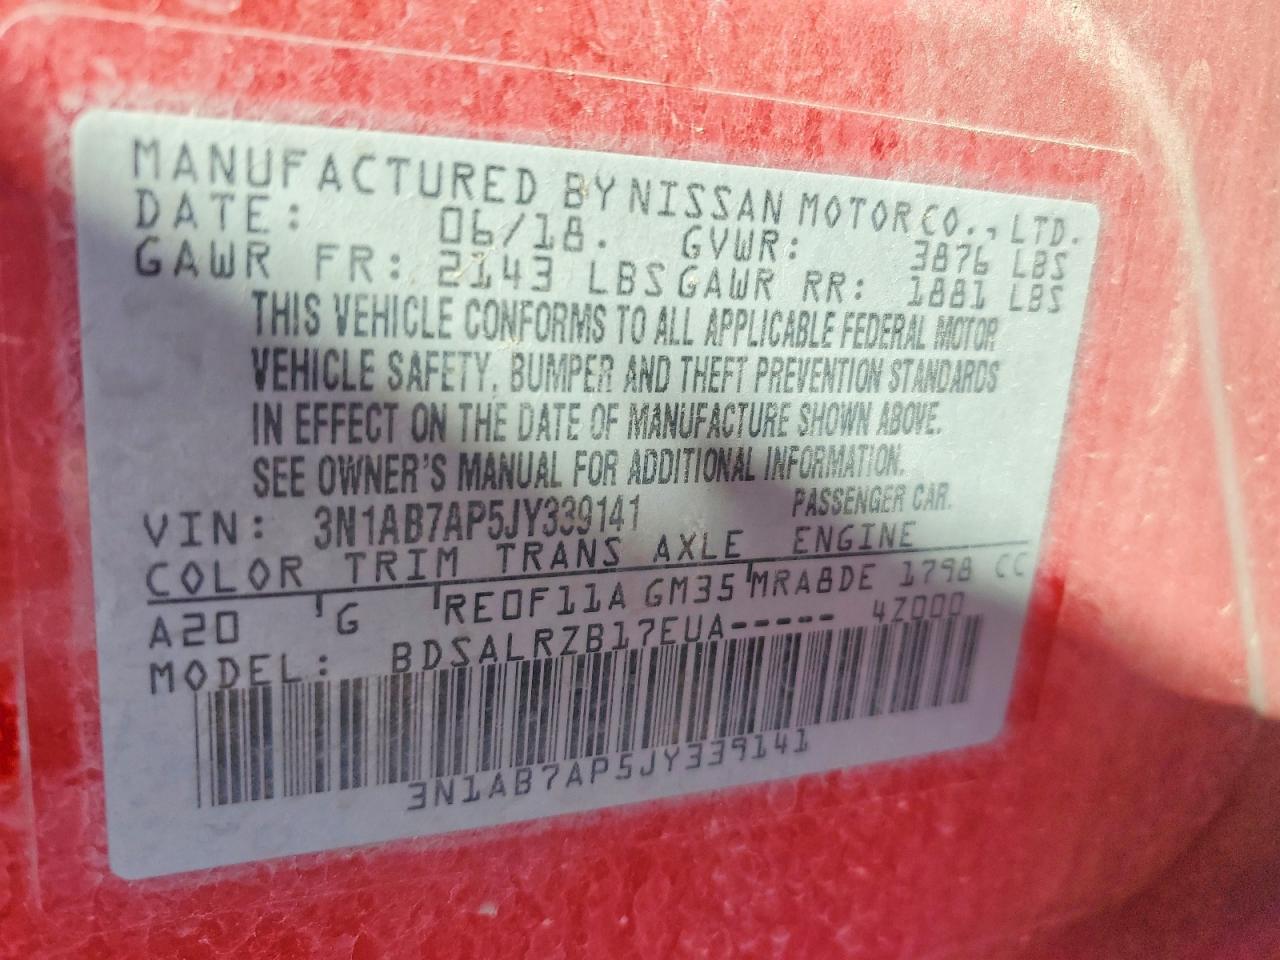 MANUFACTURED BY NISSAN MOTOR CO., LTD.
DATE: 06/18. GVWR: 3876 LBS
GAWR FR: 2143 LBS GAWR RR: 1881 LBS
THIS VEHICLE CONFORMS TO ALL APPLICABLE FEDERAL MOTOR
VEHICLE SAFETY, BUMPER AND THEFT PREVENTION STANDARDS
IN EFFECT ON THE DATE OF MANUFACTURE SHOWN ABOVE.
SEE OWNER'S MANUAL FOR ADDITIONAL INFORMATION.
VIN: 3N1AB7AP5JY339141 PASSENGER CAR.
COLOR TRIM TRANS AXLE ENGINE
A20 G RE0F11A GM35 MRA8DE 1798 CC
MODEL: BDSALRZB17EUA----- 4Z000
3N1AB7AP5JY339141